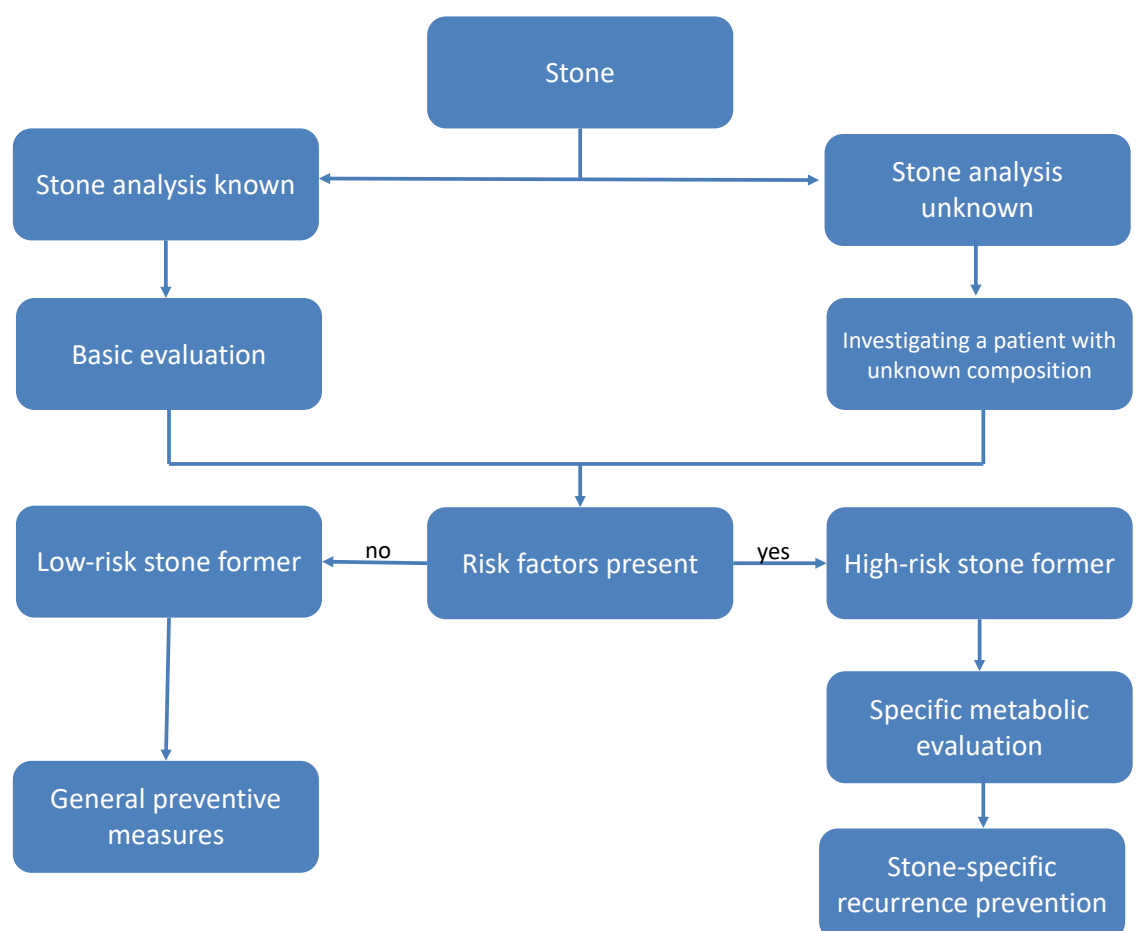 Stone
Stone analysis known
Stone analysis
unknown
Basic evaluation
Investigating a patient with
unknown composition
Low-risk stone former
no
Risk factors present
yes
High-risk stone former
Specific metabolic
evaluation
General preventive
measures
Stone-specific
recurrence prevention